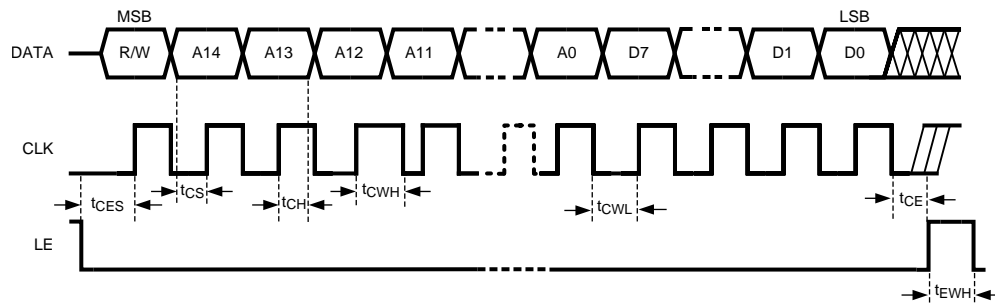 MSB LSB
DATA R/W A14 A13 A12 A11 A0 D7 D1 D0
CLK
tCES tCS tCH tCWH tCWL tCE
LE
tEWH